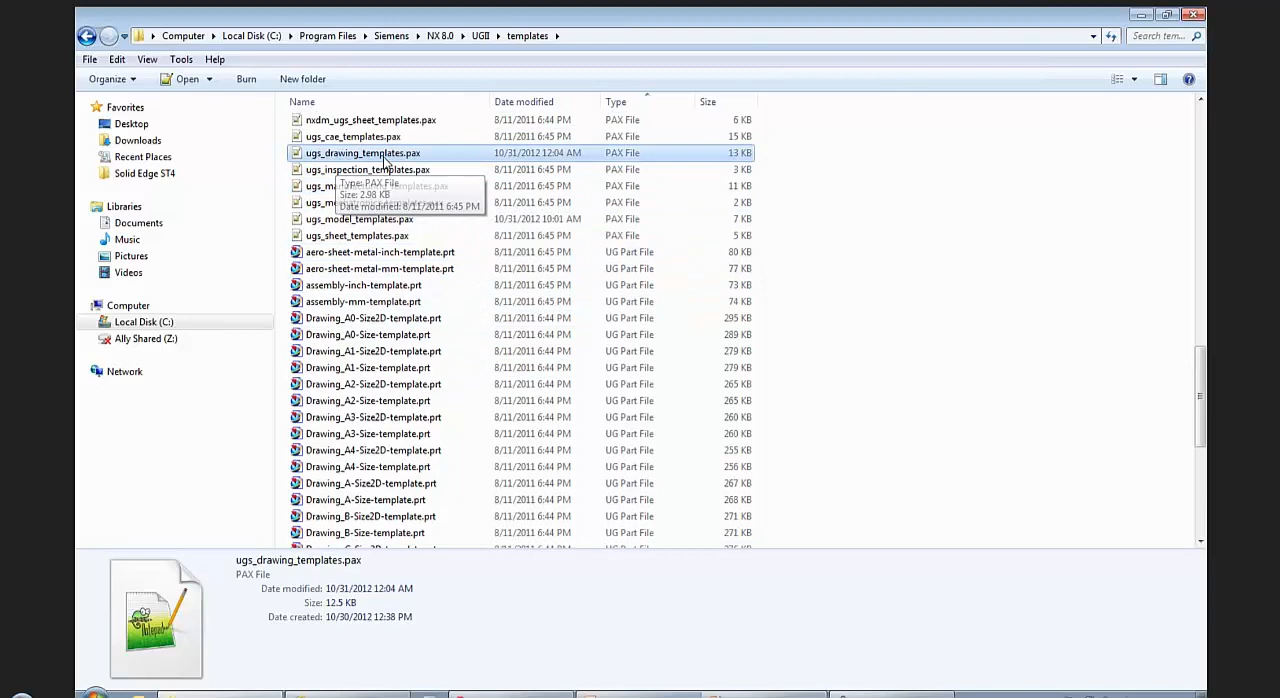 Computer ▸ Local Disk (C:) ▸ Program Files ▸ Siemens ▸ NX 8.0 ▸ UGII ▸ templates ▸
Search tem...
File Edit View Tools Help
Organize Open Burn New folder
Favorites
Desktop
Downloads
Recent Places
Solid Edge ST4
Libraries
Documents
Music
Pictures
Videos
Computer
Local Disk (C:)
Ally Shared (Z:)
Network
Name Date modified Type Size
nxdm_ugs_sheet_templates.pax 8/11/2011 6:44 PM PAX File 6 KB
ugs_cae_templates.pax 8/11/2011 6:45 PM PAX File 15 KB
ugs_drawing_templates.pax 10/31/2012 12:04 AM PAX File 13 KB
ugs_inspection_templates.pax 8/11/2011 6:45 PM PAX File 3 KB
8/11/2011 6:45 PM PAX File 11 KB
8/11/2011 6:45 PM PAX File 2 KB
Type: PAX File
Size: 2.98 KB
Date modified: 8/11/2011 6:45 PM
ugs_model_templates.pax 10/31/2012 10:01 AM PAX File 7 KB
ugs_sheet_templates.pax 8/11/2011 6:45 PM PAX File 5 KB
aero-sheet-metal-inch-template.prt 8/11/2011 6:45 PM UG Part File 80 KB
aero-sheet-metal-mm-template.prt 8/11/2011 6:45 PM UG Part File 77 KB
assembly-inch-template.prt 8/11/2011 6:45 PM UG Part File 73 KB
assembly-mm-template.prt 8/11/2011 6:45 PM UG Part File 74 KB
Drawing_A0-Size2D-template.prt 8/11/2011 6:44 PM UG Part File 295 KB
Drawing_A0-Size-template.prt 8/11/2011 6:44 PM UG Part File 289 KB
Drawing_A1-Size2D-template.prt 8/11/2011 6:44 PM UG Part File 279 KB
Drawing_A1-Size-template.prt 8/11/2011 6:44 PM UG Part File 279 KB
Drawing_A2-Size2D-template.prt 8/11/2011 6:44 PM UG Part File 265 KB
Drawing_A2-Size-template.prt 8/11/2011 6:44 PM UG Part File 265 KB
Drawing_A3-Size2D-template.prt 8/11/2011 6:44 PM UG Part File 260 KB
Drawing_A3-Size-template.prt 8/11/2011 6:44 PM UG Part File 260 KB
Drawing_A4-Size2D-template.prt 8/11/2011 6:44 PM UG Part File 255 KB
Drawing_A4-Size-template.prt 8/11/2011 6:44 PM UG Part File 256 KB
Drawing_A-Size2D-template.prt 8/11/2011 6:44 PM UG Part File 267 KB
Drawing_A-Size-template.prt 8/11/2011 6:44 PM UG Part File 268 KB
Drawing_B-Size2D-template.prt 8/11/2011 6:44 PM UG Part File 271 KB
Drawing_B-Size-template.prt 8/11/2011 6:44 PM UG Part File 271 KB
ugs_drawing_templates.pax
PAX File
Date modified: 10/31/2012 12:04 AM
Size: 12.5 KB
Date created: 10/30/2012 12:38 PM